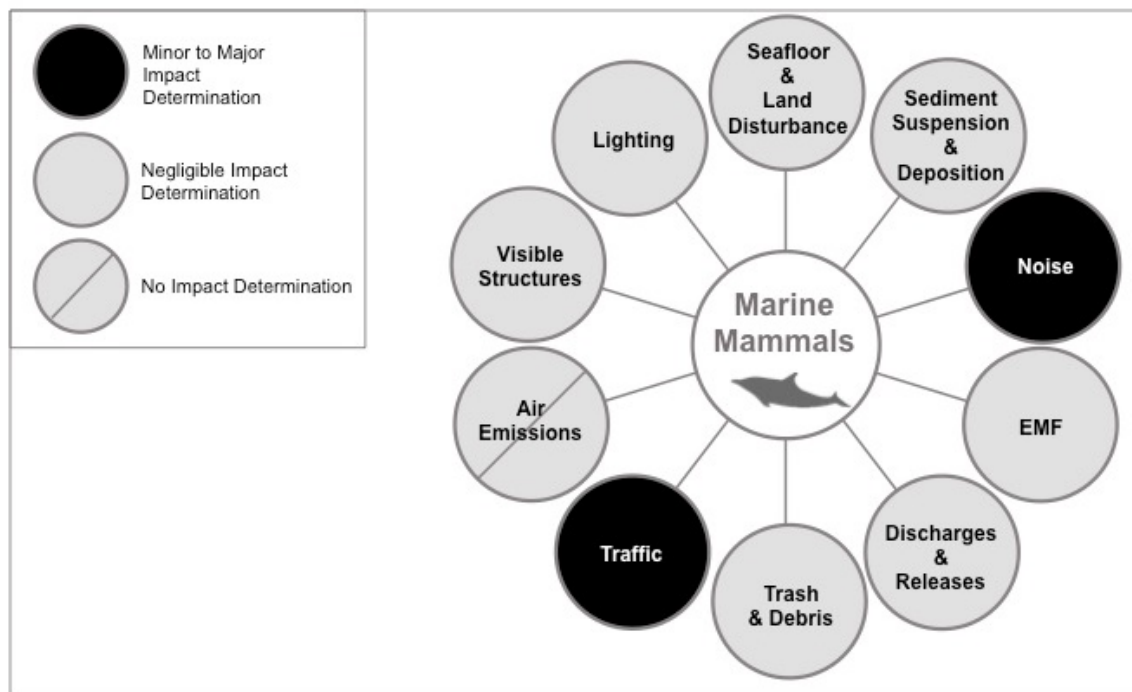 Minor to Major
Impact
Determination
Negligible Impact
Determination
No Impact Determination
Seafloor
&
Land
Disturbance
Sediment
Suspension
&
Deposition
Noise
EMF
Discharges
&
Releases
Trash
& Debris
Traffic
Air
Emissions
Visible
Structures
Lighting
Marine
Mammals